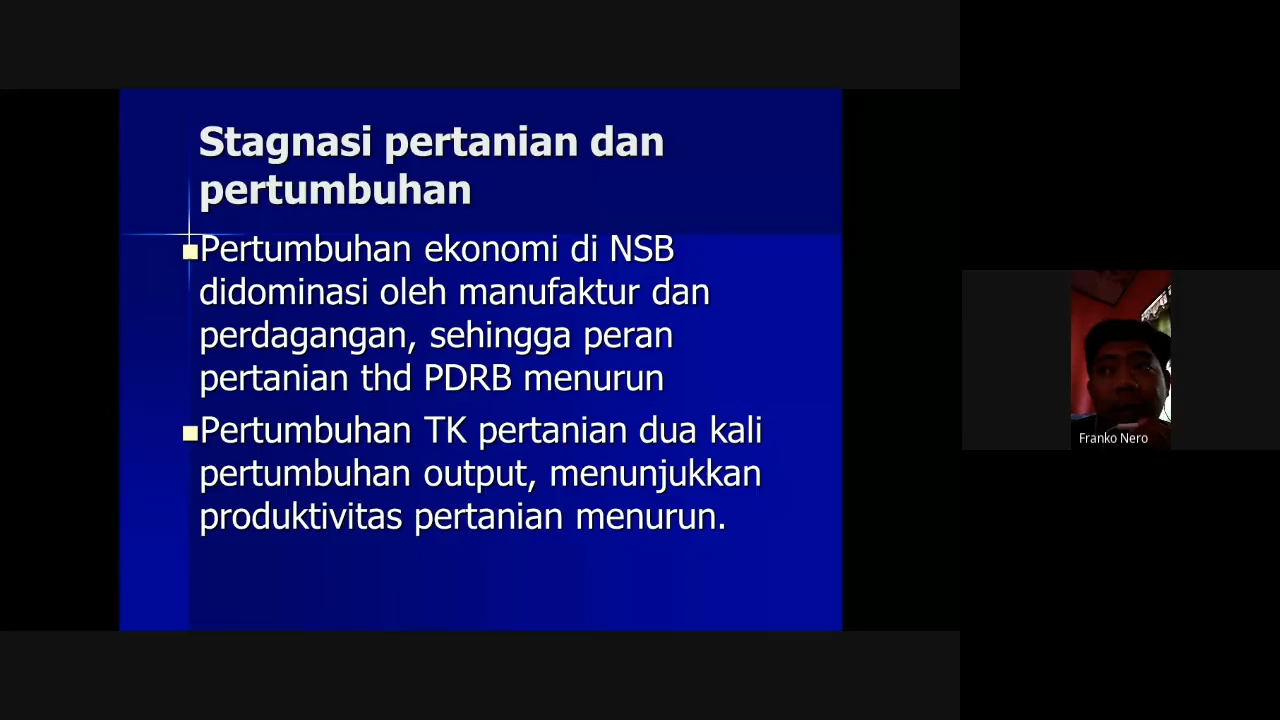 Stagnasi pertanian dan
pertumbuhan
Pertumbuhan ekonomi di NSB
didominasi oleh manufaktur dan
perdagangan, sehingga peran
pertanian thd PDRB menurun
Pertumbuhan TK pertanian dua kali
pertumbuhan output, menunjukkan
produktivitas pertanian menurun.
Franko Nero